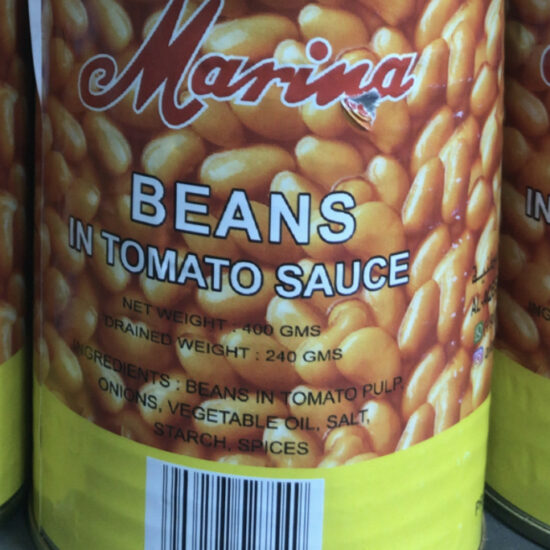 Marina
BEANS
IN TOMATO SAUCE
NET WEIGHT : 400 GMS
DRAINED WEIGHT : 240 GMS
INGREDIENTS : BEANS IN TOMATO PULP,
ONIONS, VEGETABLE OIL, SALT,
STARCH, SPICES
IN